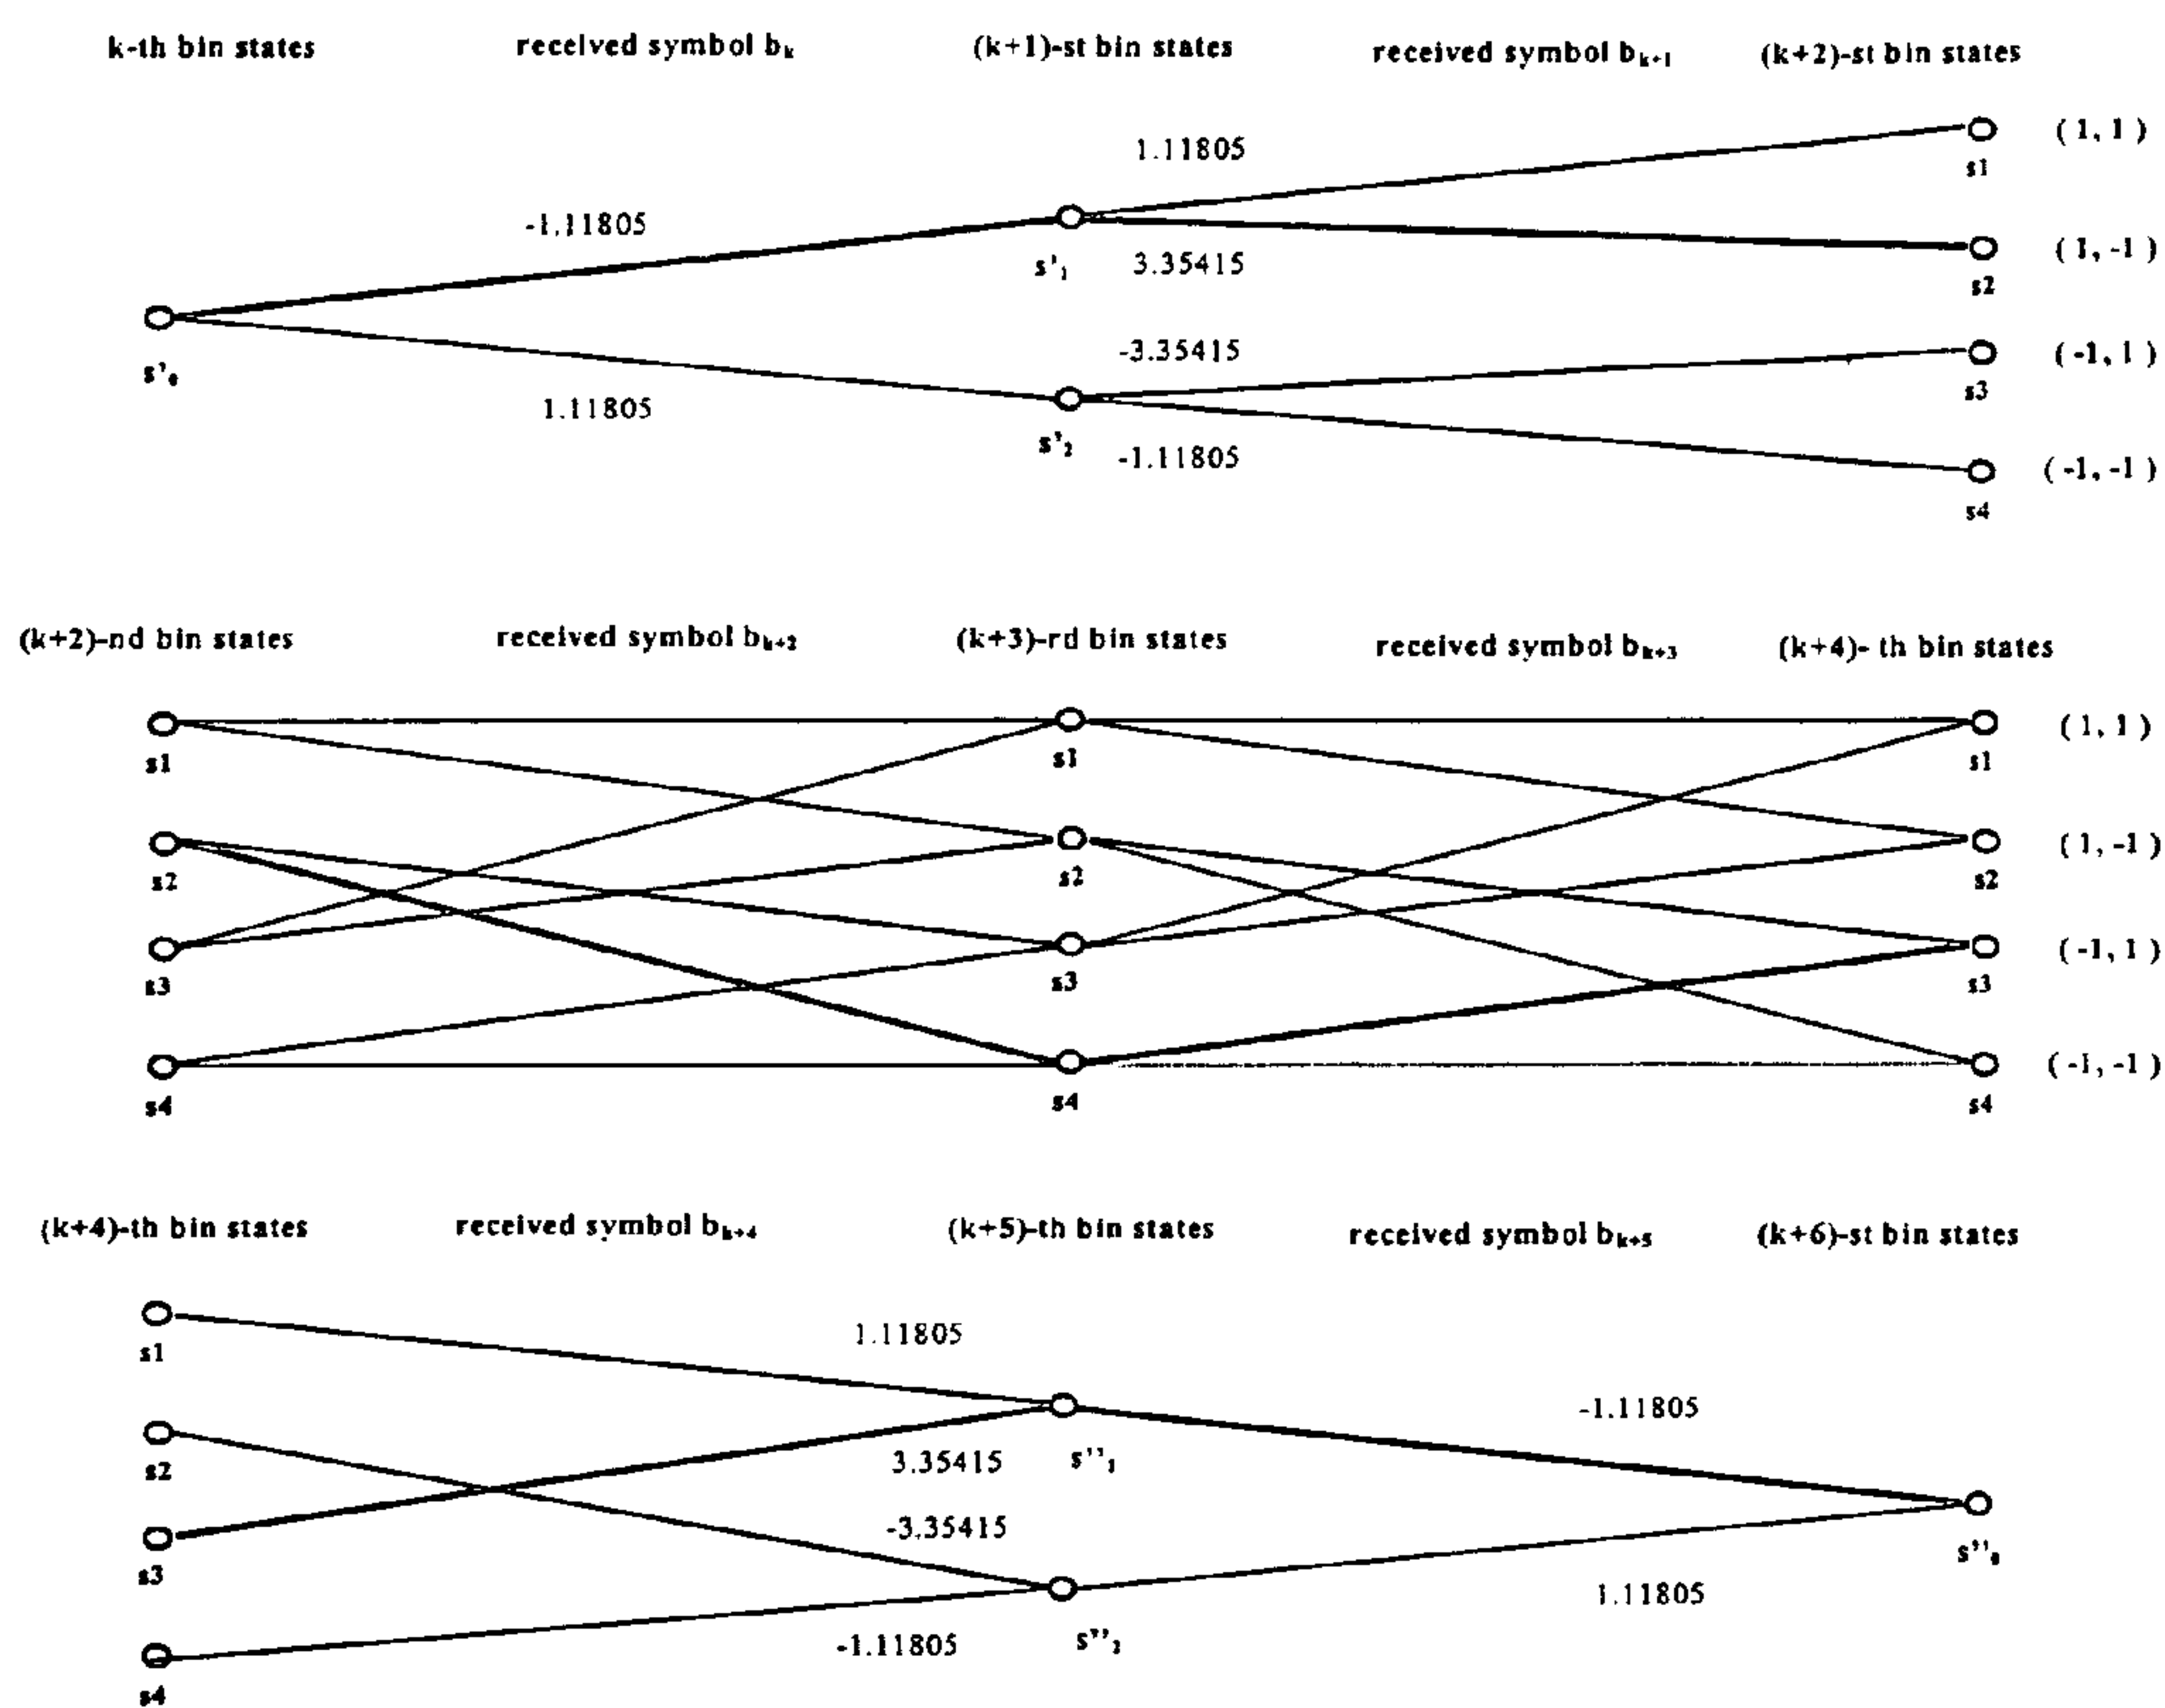 k-th bin states received symbol bₖ (k+1)-st bin states received symbol bₖ₊₁ (k+2)-st bin states
1.11805 (1, 1)
s1
-1.11805
s'₁ 3.35415 (1, -1)
s2
s'₀ -3.35415 (-1, 1)
s3
1.11805
s'₂ -1.11805 (-1, -1)
s4
(k+2)-nd bin states received symbol bₖ₊₂ (k+3)-rd bin states received symbol bₖ₊₃ (k+4)- th bin states
(1, 1)
s1 s1 s1
(1, -1)
s2 s2 s2
(-1, 1)
s3 s3 s3
(-1, -1)
s4 s4 s4
(k+4)-th bin states received symbol bₖ₊₄ (k+5)-th bin states received symbol bₖ₊₅ (k+6)-st bin states
s1 1.11805
-1.11805
s2 3.35415 s''₁
-3.35415
s3 s''₀
1.11805
-1.11805 s''₂
s4